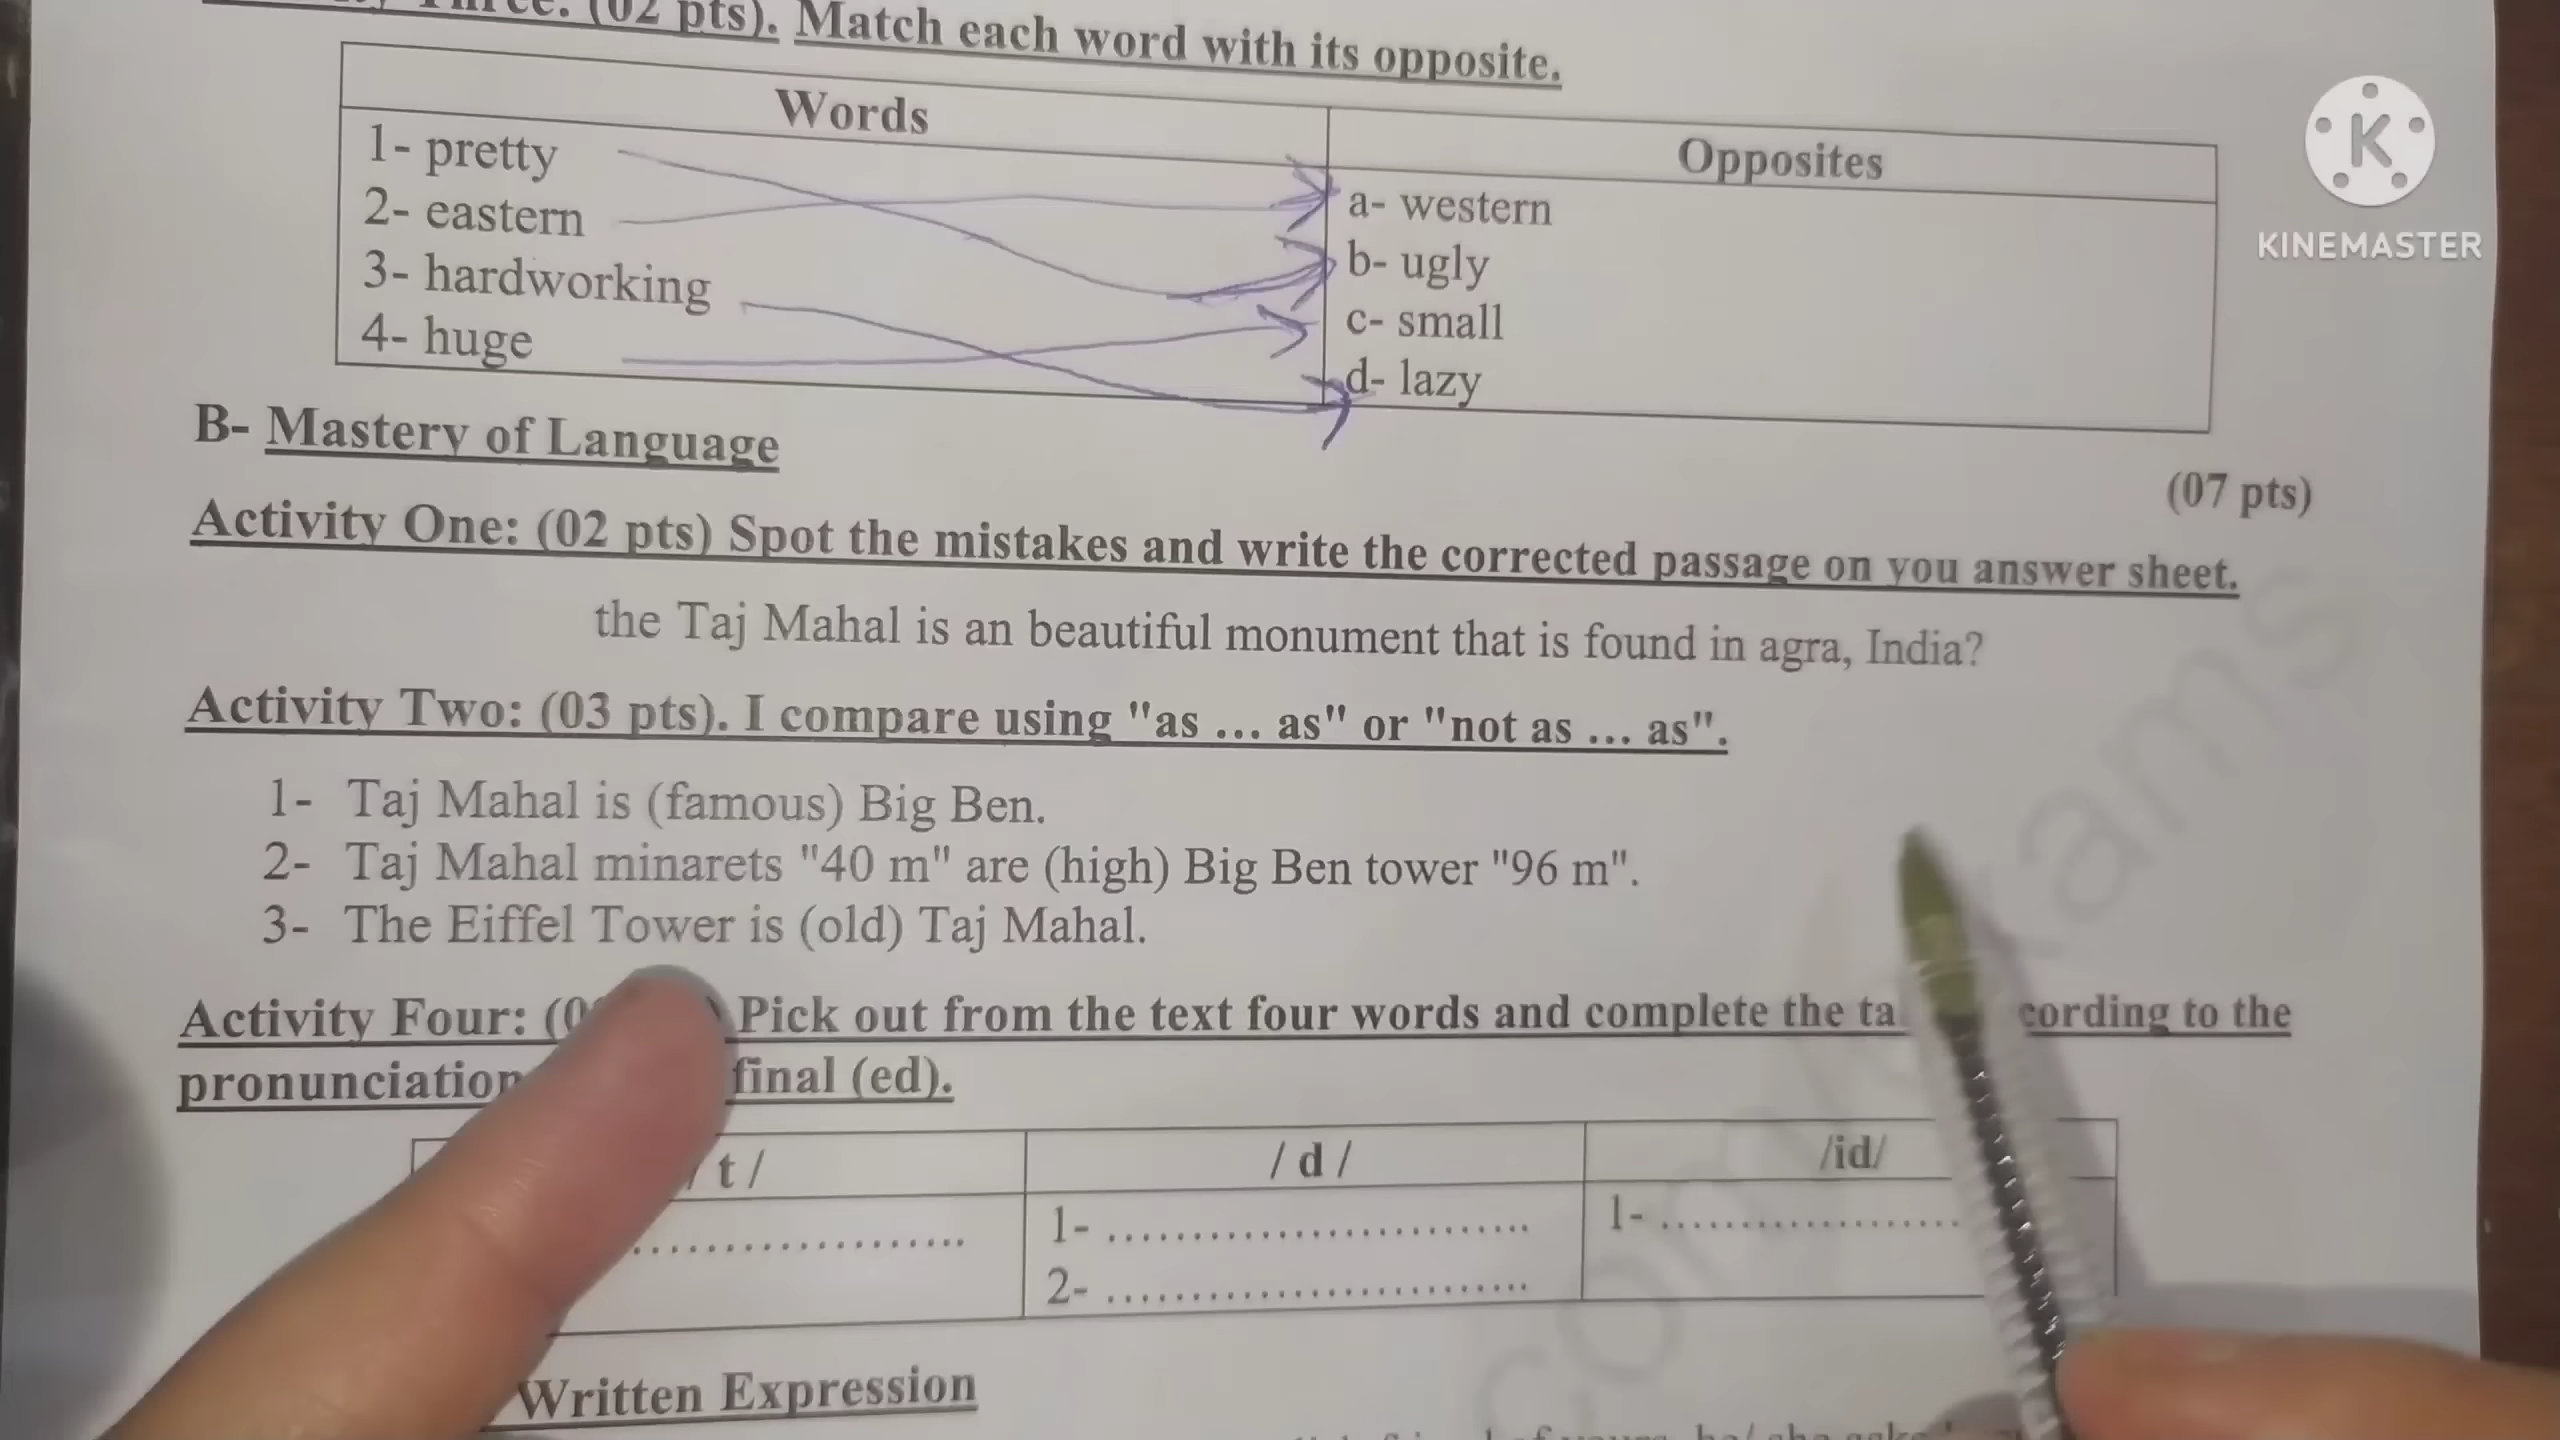 Three. (02 pts). Match each word with its opposite.
Words
Opposites
1- pretty
2- eastern
3- hardworking
4- huge
a- western
b- ugly
c- small
d- lazy
KINEMASTER
B- Mastery of Language
(07 pts)
Activity One: (02 pts) Spot the mistakes and write the corrected passage on you answer sheet.
the Taj Mahal is an beautiful monument that is found in agra, India?
Activity Two: (03 pts). I compare using "as ... as" or "not as ... as".
1- Taj Mahal is (famous) Big Ben.
2- Taj Mahal minarets "40 m" are (high) Big Ben tower "96 m".
3- The Eiffel Tower is (old) Taj Mahal.
Activity Four: Pick out from the text four words and complete the to the
final (ed).
/ t / / d / /id/
.................... 1- ........................ 1- ..................
2- ........................
Written Expression